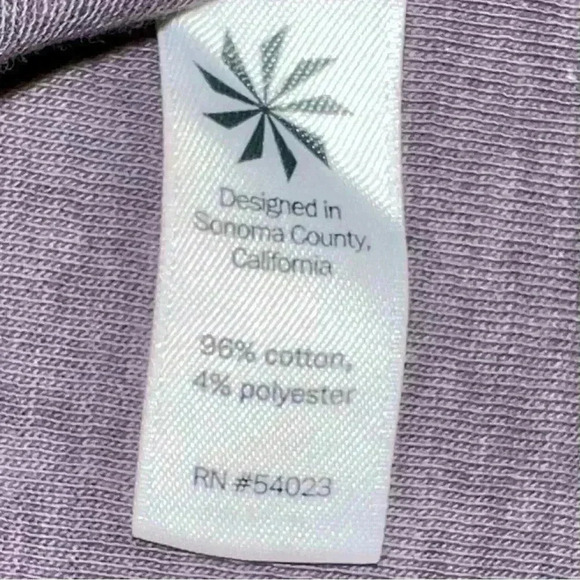 Designed in
Sonoma County,
California
96% cotton,
4% polyester
RN #54023